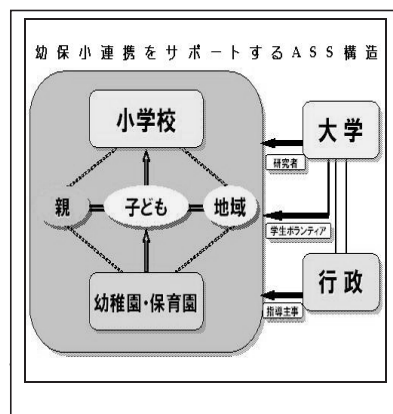 幼保小連携をサポートするASS構造
小学校
大学
研究者
親
子ども
地域
学生ボランティア
幼稚園・保育園
行政
指導主事